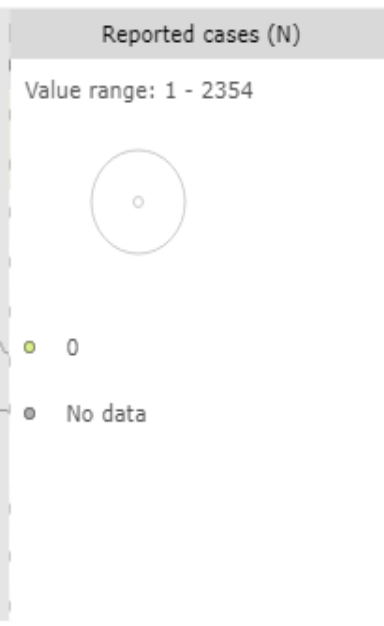 Reported cases (N)
Value range: 1 - 2354
0
No data